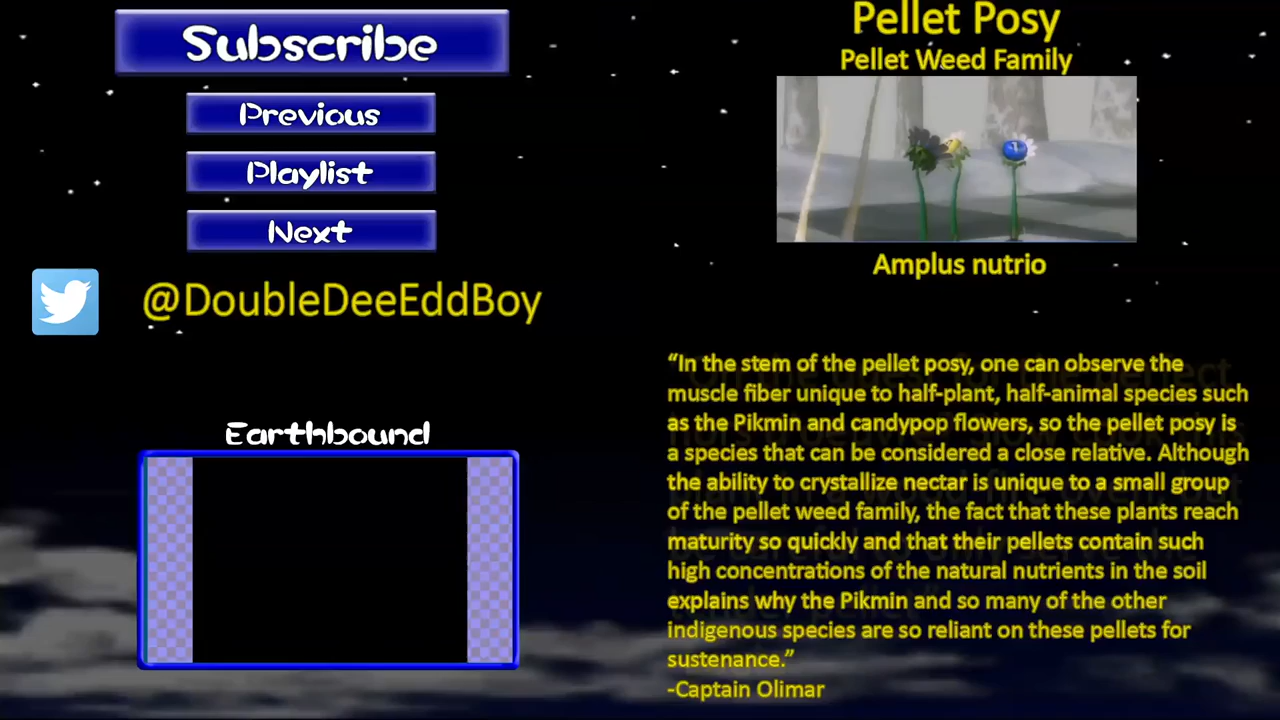 Subscribe
Previous
Playlist
Next
@DoubleDeeEddBoy
Earthbound
Pellet Posy
Pellet Weed Family
1
Amplus nutrio
“In the stem of the pellet posy, one can observe the
muscle fiber unique to half-plant, half-animal species such
as the Pikmin and candypop flowers, so the pellet posy is
a species that can be considered a close relative. Although
the ability to crystallize nectar is unique to a small group
of the pellet weed family, the fact that these plants reach
maturity so quickly and that their pellets contain such
high concentrations of the natural nutrients in the soil
explains why the Pikmin and so many of the other
indigenous species are so reliant on these pellets for
sustenance.”
-Captain Olimar